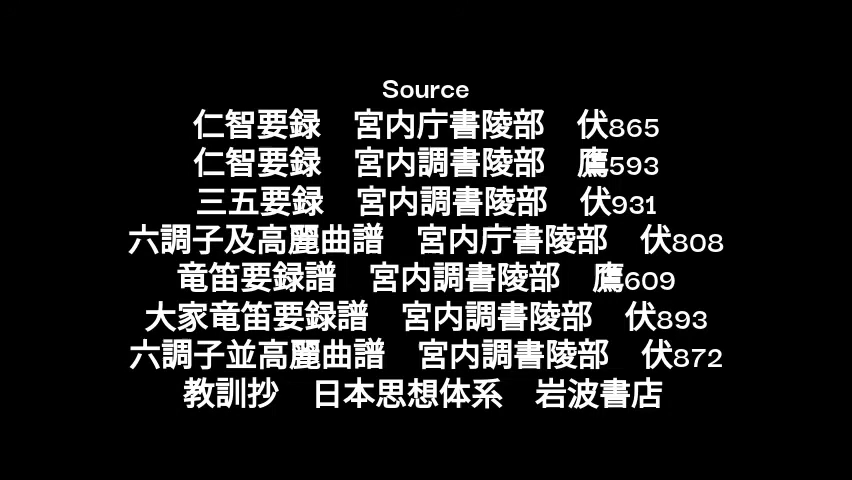 Source
仁智要録　宮内庁書陵部　伏865
仁智要録　宮内調書陵部　鷹593
三五要録　宮内調書陵部　伏931
六調子及高麗曲譜　宮内庁書陵部　伏808
竜笛要録譜　宮内調書陵部　鷹609
大家竜笛要録譜　宮内調書陵部　伏893
六調子並高麗曲譜　宮内調書陵部　伏872
教訓抄　日本思想体系　岩波書店